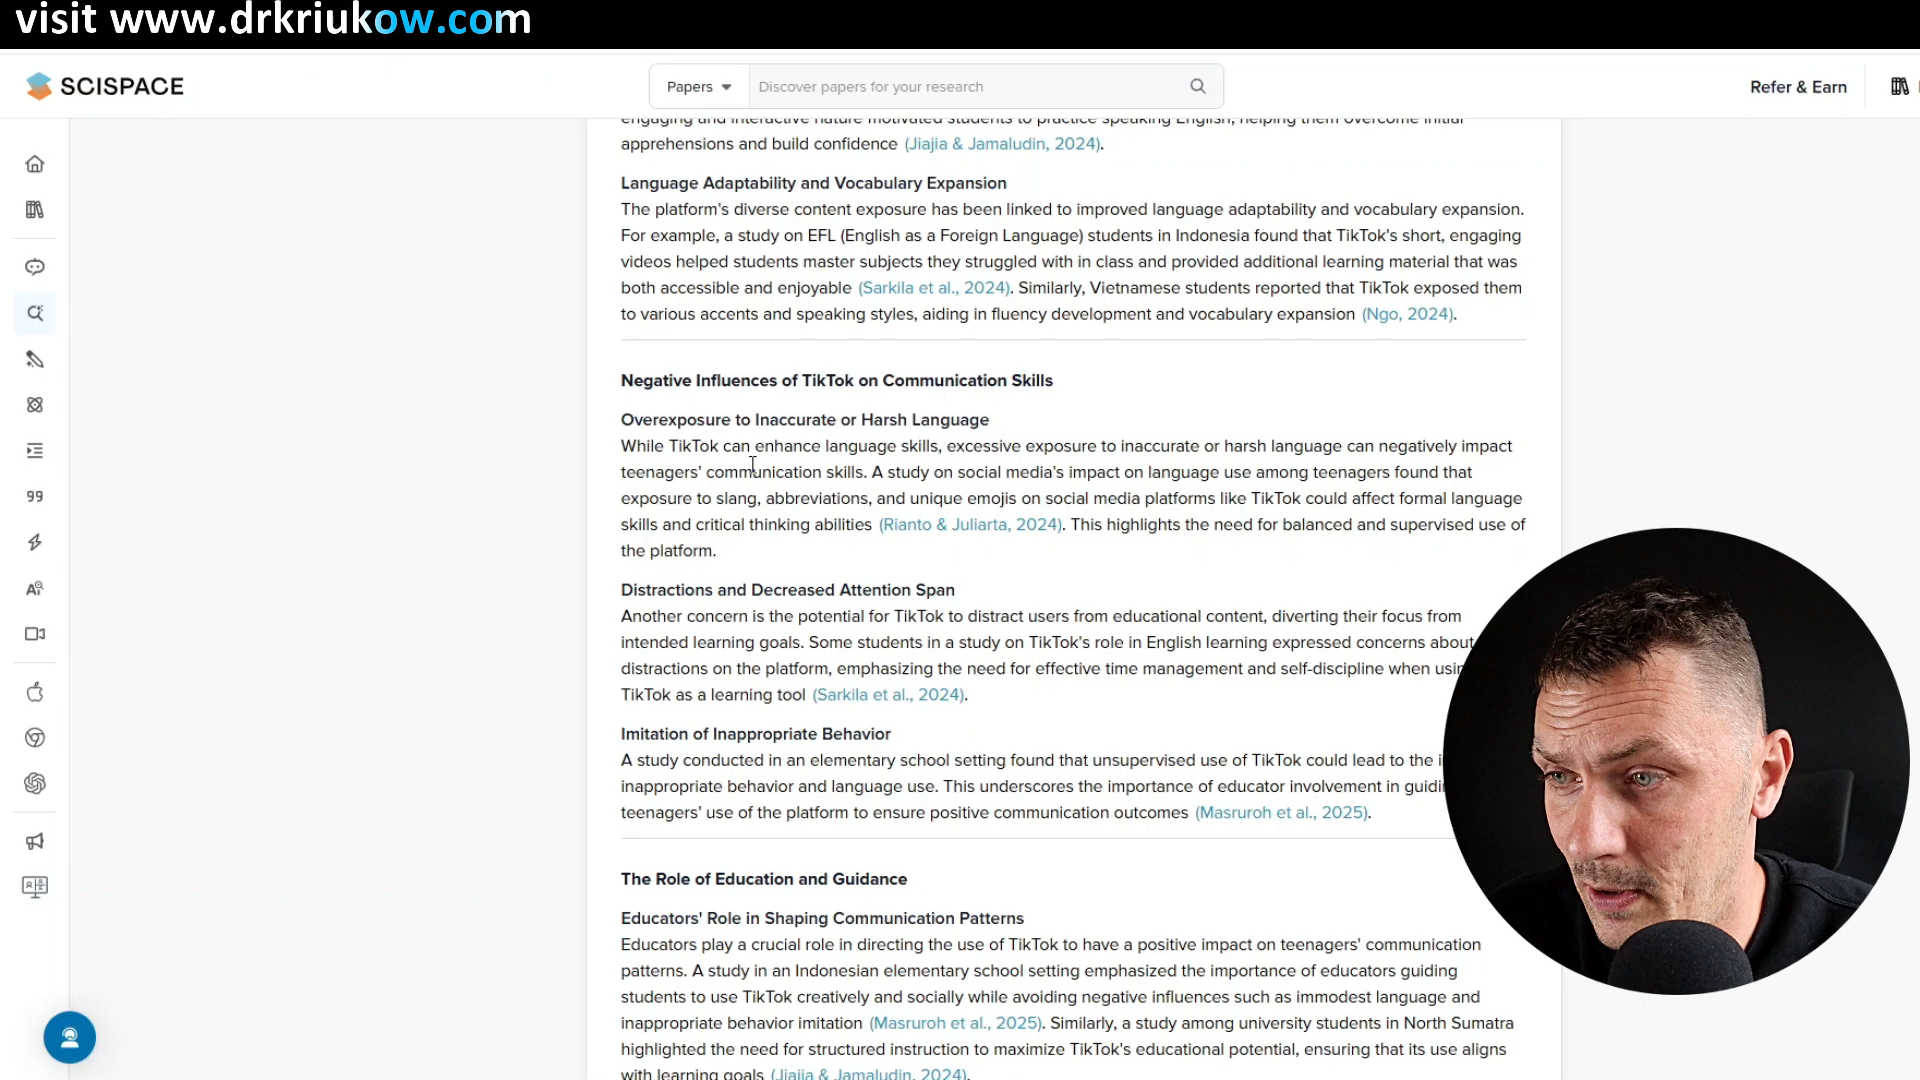 visit www.drkriukow.com
SCISPACE
Papers
Discover papers for your research
Refer & Earn
engaging and interactive nature motivated students to practice speaking English, helping them overcome initial
apprehensions and build confidence (Jiajia & Jamaludin, 2024).
Language Adaptability and Vocabulary Expansion
The platform's diverse content exposure has been linked to improved language adaptability and vocabulary expansion.
For example, a study on EFL (English as a Foreign Language) students in Indonesia found that TikTok's short, engaging
videos helped students master subjects they struggled with in class and provided additional learning material that was
both accessible and enjoyable (Sarkila et al., 2024). Similarly, Vietnamese students reported that TikTok exposed them
to various accents and speaking styles, aiding in fluency development and vocabulary expansion (Ngo, 2024).
Negative Influences of TikTok on Communication Skills
Overexposure to Inaccurate or Harsh Language
While TikTok can enhance language skills, excessive exposure to inaccurate or harsh language can negatively impact
teenagers' communication skills. A study on social media's impact on language use among teenagers found that
exposure to slang, abbreviations, and unique emojis on social media platforms like TikTok could affect formal language
skills and critical thinking abilities (Rianto & Juliarta, 2024). This highlights the need for balanced and supervised use of
the platform.
Distractions and Decreased Attention Span
Another concern is the potential for TikTok to distract users from educational content, diverting their focus from
intended learning goals. Some students in a study on TikTok's role in English learning expressed concerns about
distractions on the platform, emphasizing the need for effective time management and self-discipline when
TikTok as a learning tool (Sarkila et al., 2024).
Imitation of Inappropriate Behavior
A study conducted in an elementary school setting found that unsupervised use of TikTok could lead to the
inappropriate behavior and language use. This underscores the importance of educator involvement in
teenagers' use of the platform to ensure positive communication outcomes (Masruroh et al., 2025).
The Role of Education and Guidance
Educators' Role in Shaping Communication Patterns
Educators play a crucial role in directing the use of TikTok to have a positive impact on teenagers' communication
patterns. A study in an Indonesian elementary school setting emphasized the importance of educators guiding
students to use TikTok creatively and socially while avoiding negative influences such as immodest language and
inappropriate behavior imitation (Masruroh et al., 2025). Similarly, a study among university students in North Sumatra
highlighted the need for structured instruction to maximize TikTok's educational potential, ensuring that its use aligns
with learning goals (Jiajia & Jamaludin, 2024).